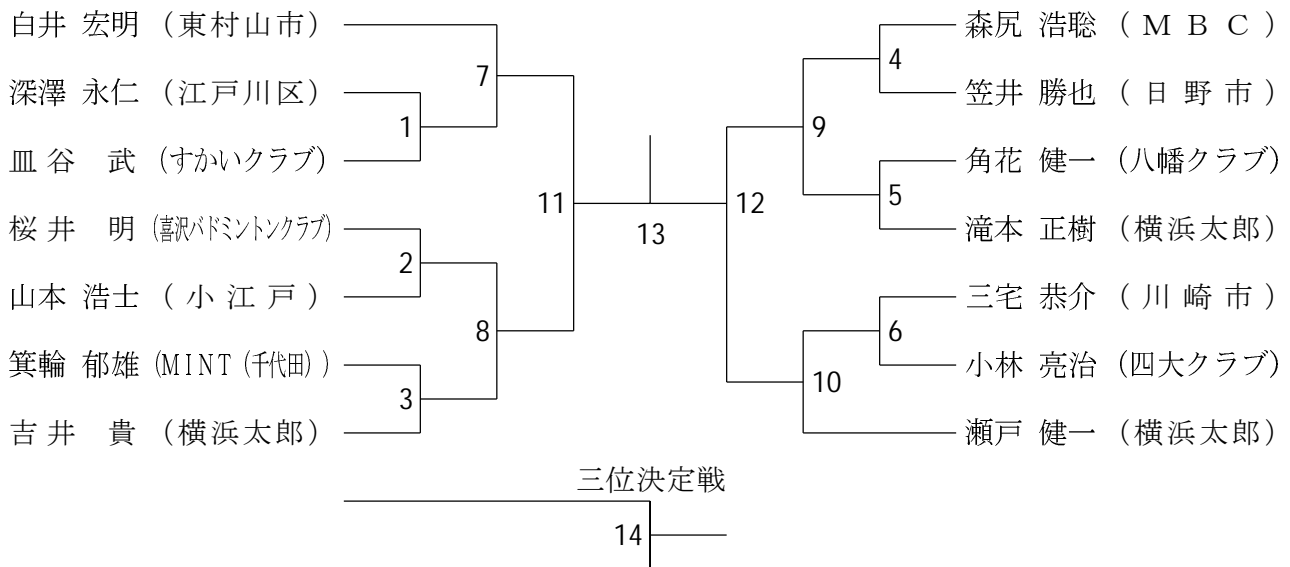 白井 宏明 (東村山市)
深澤 永仁 (江戸川区)
皿谷 武 (すかいクラブ)
桜井 明 (喜沢バドミントンクラブ)
山本 浩士 (小江戸)
箕輪 郁雄 (MINT (千代田))
吉井 貴 (横浜太郎)
7
1
2
8
3
11
13
12
森尻 浩聡 (MBC)
笠井 勝也 (日野市)
角花 健一 (八幡クラブ)
滝本 正樹 (横浜太郎)
三宅 恭介 (川崎市)
小林 亮治 (四大クラブ)
瀬戸 健一 (横浜太郎)
4
9
5
6
10
三位決定戦
14